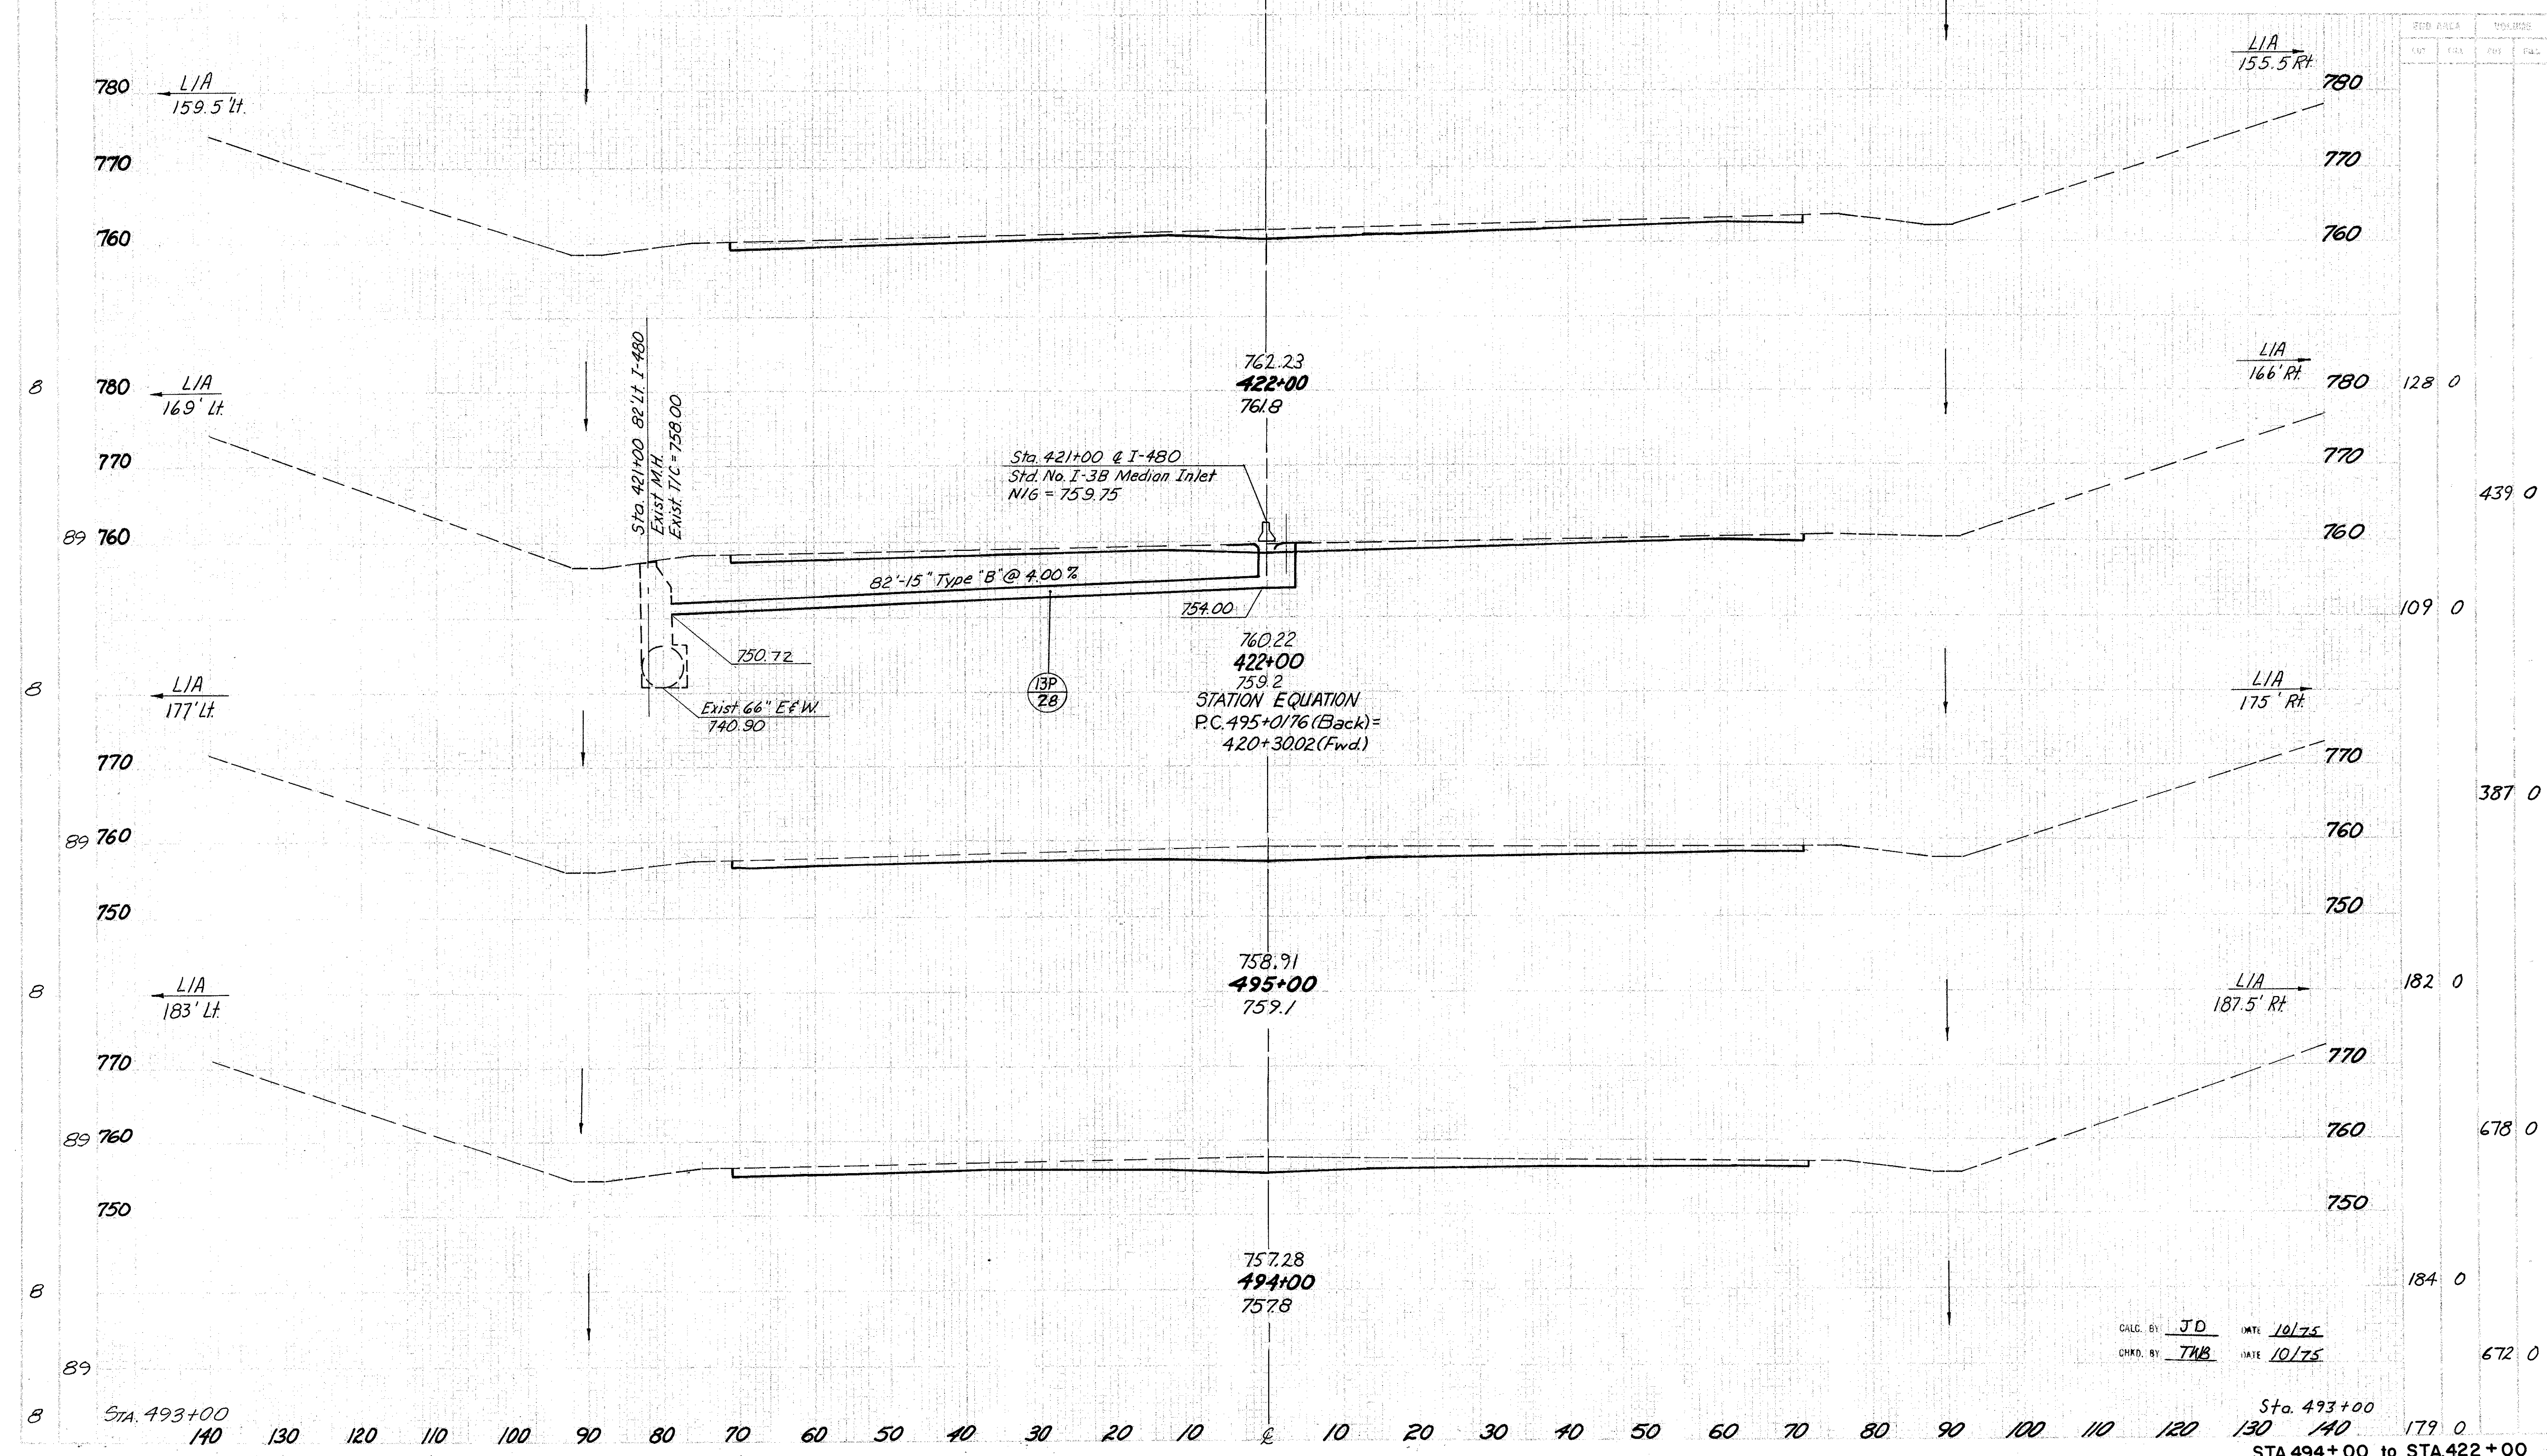 END AREA VOLUME
CUT FILL CUT FILL
L/A
159.5' Lt.
L/A
155.5 Rt.
780 780
770 770
760 760
762.23
422+00
761.8
8 780 L/A
169' Lt.
L/A
166' Rt. 780 128 0
Sta. 421+00 82' Lt. I-480
Exist M.H.
Exist. T/C = 758.00
Sta. 421+00 ℄ I-480
Std. No. I-3B Median Inlet
N/G = 759.75
770 770
439 0
89 760 760
82'-15" Type "B" @ 4.00%
754.00
109 0
760.22
422+00
759.2
750.72
13P
28
Exist 66" E&W.
740.90
STATION EQUATION
P.C. 495+01.76 (Back)=
420+30.02 (Fwd.)
8 L/A
177' Lt.
L/A
175' Rt.
770 770
387 0
89 760 760
750 750
758.91
495+00
759.1
8 L/A
183' Lt.
L/A
187.5' Rt.
182 0
770 770
89 760 760 678 0
750 750
757.28
494+00
757.8
8 184 0
CALC. BY JD DATE 10/75
CHKD. BY TWB DATE 10/75
89 672 0
8 STA. 493+00 Sta. 493+00
140 130 120 110 100 90 80 70 60 50 40 30 20 10 ℄ 10 20 30 40 50 60 70 80 90 100 110 120 130 140 179 0
STA 494+00 to STA. 422+00